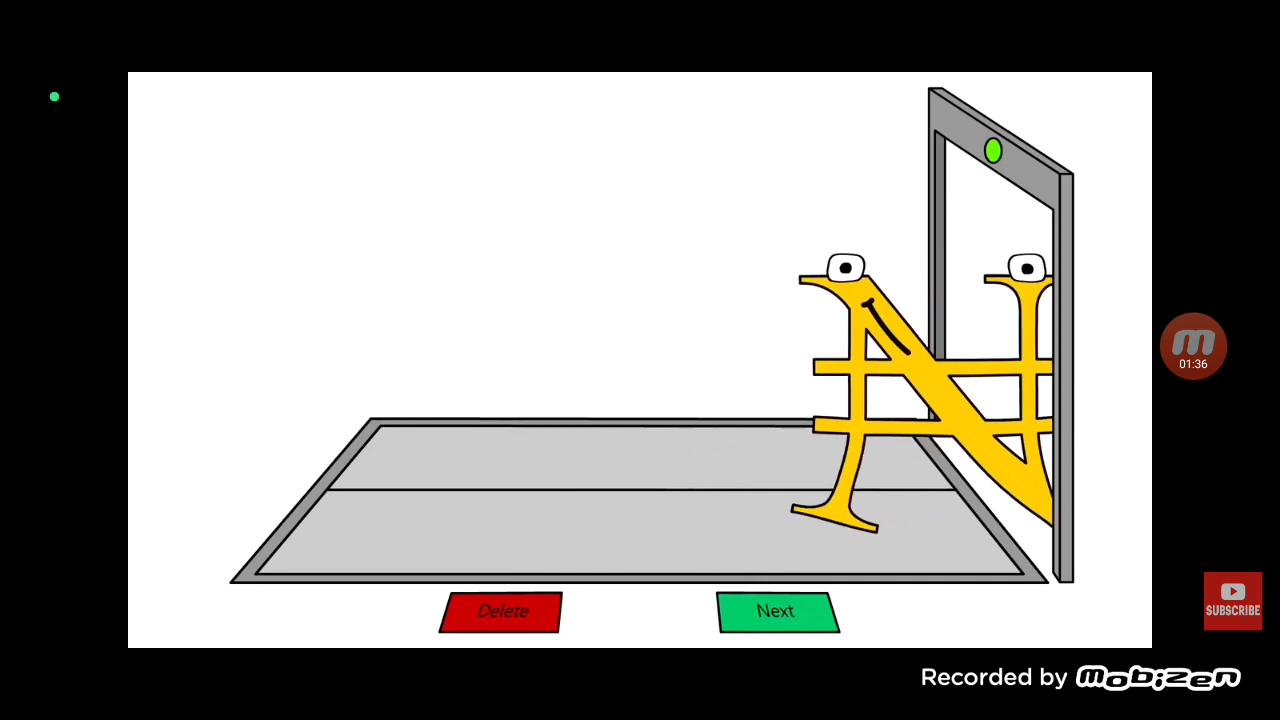 ₦
m
01:36
Delete
Next
SUBSCRIBE
Recorded by mobizen